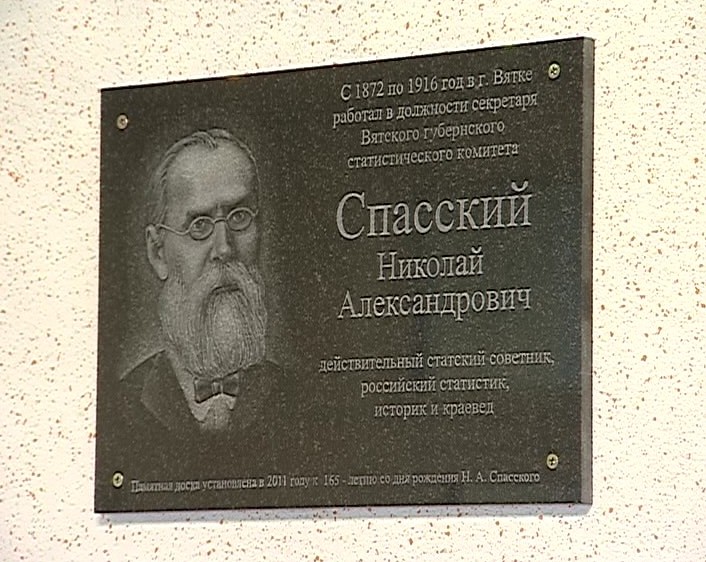 С 1872 по 1916 год в г. Вятке
работал в должности секретаря
Вятского губернского
статистического комитета
Спасский
Николай
Александрович
действительный статский советник,
российский статистик,
историк и краевед
Памятная доска установлена в 2011 году к 165 - летию со дня рождения Н. А. Спасского